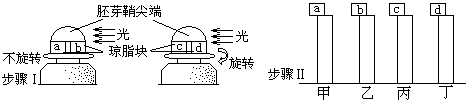 胚芽鞘尖端
光 光
不旋转 a b 琼脂块 c d 旋转
步骤I
a b c d
步骤II
甲 乙 丙 丁